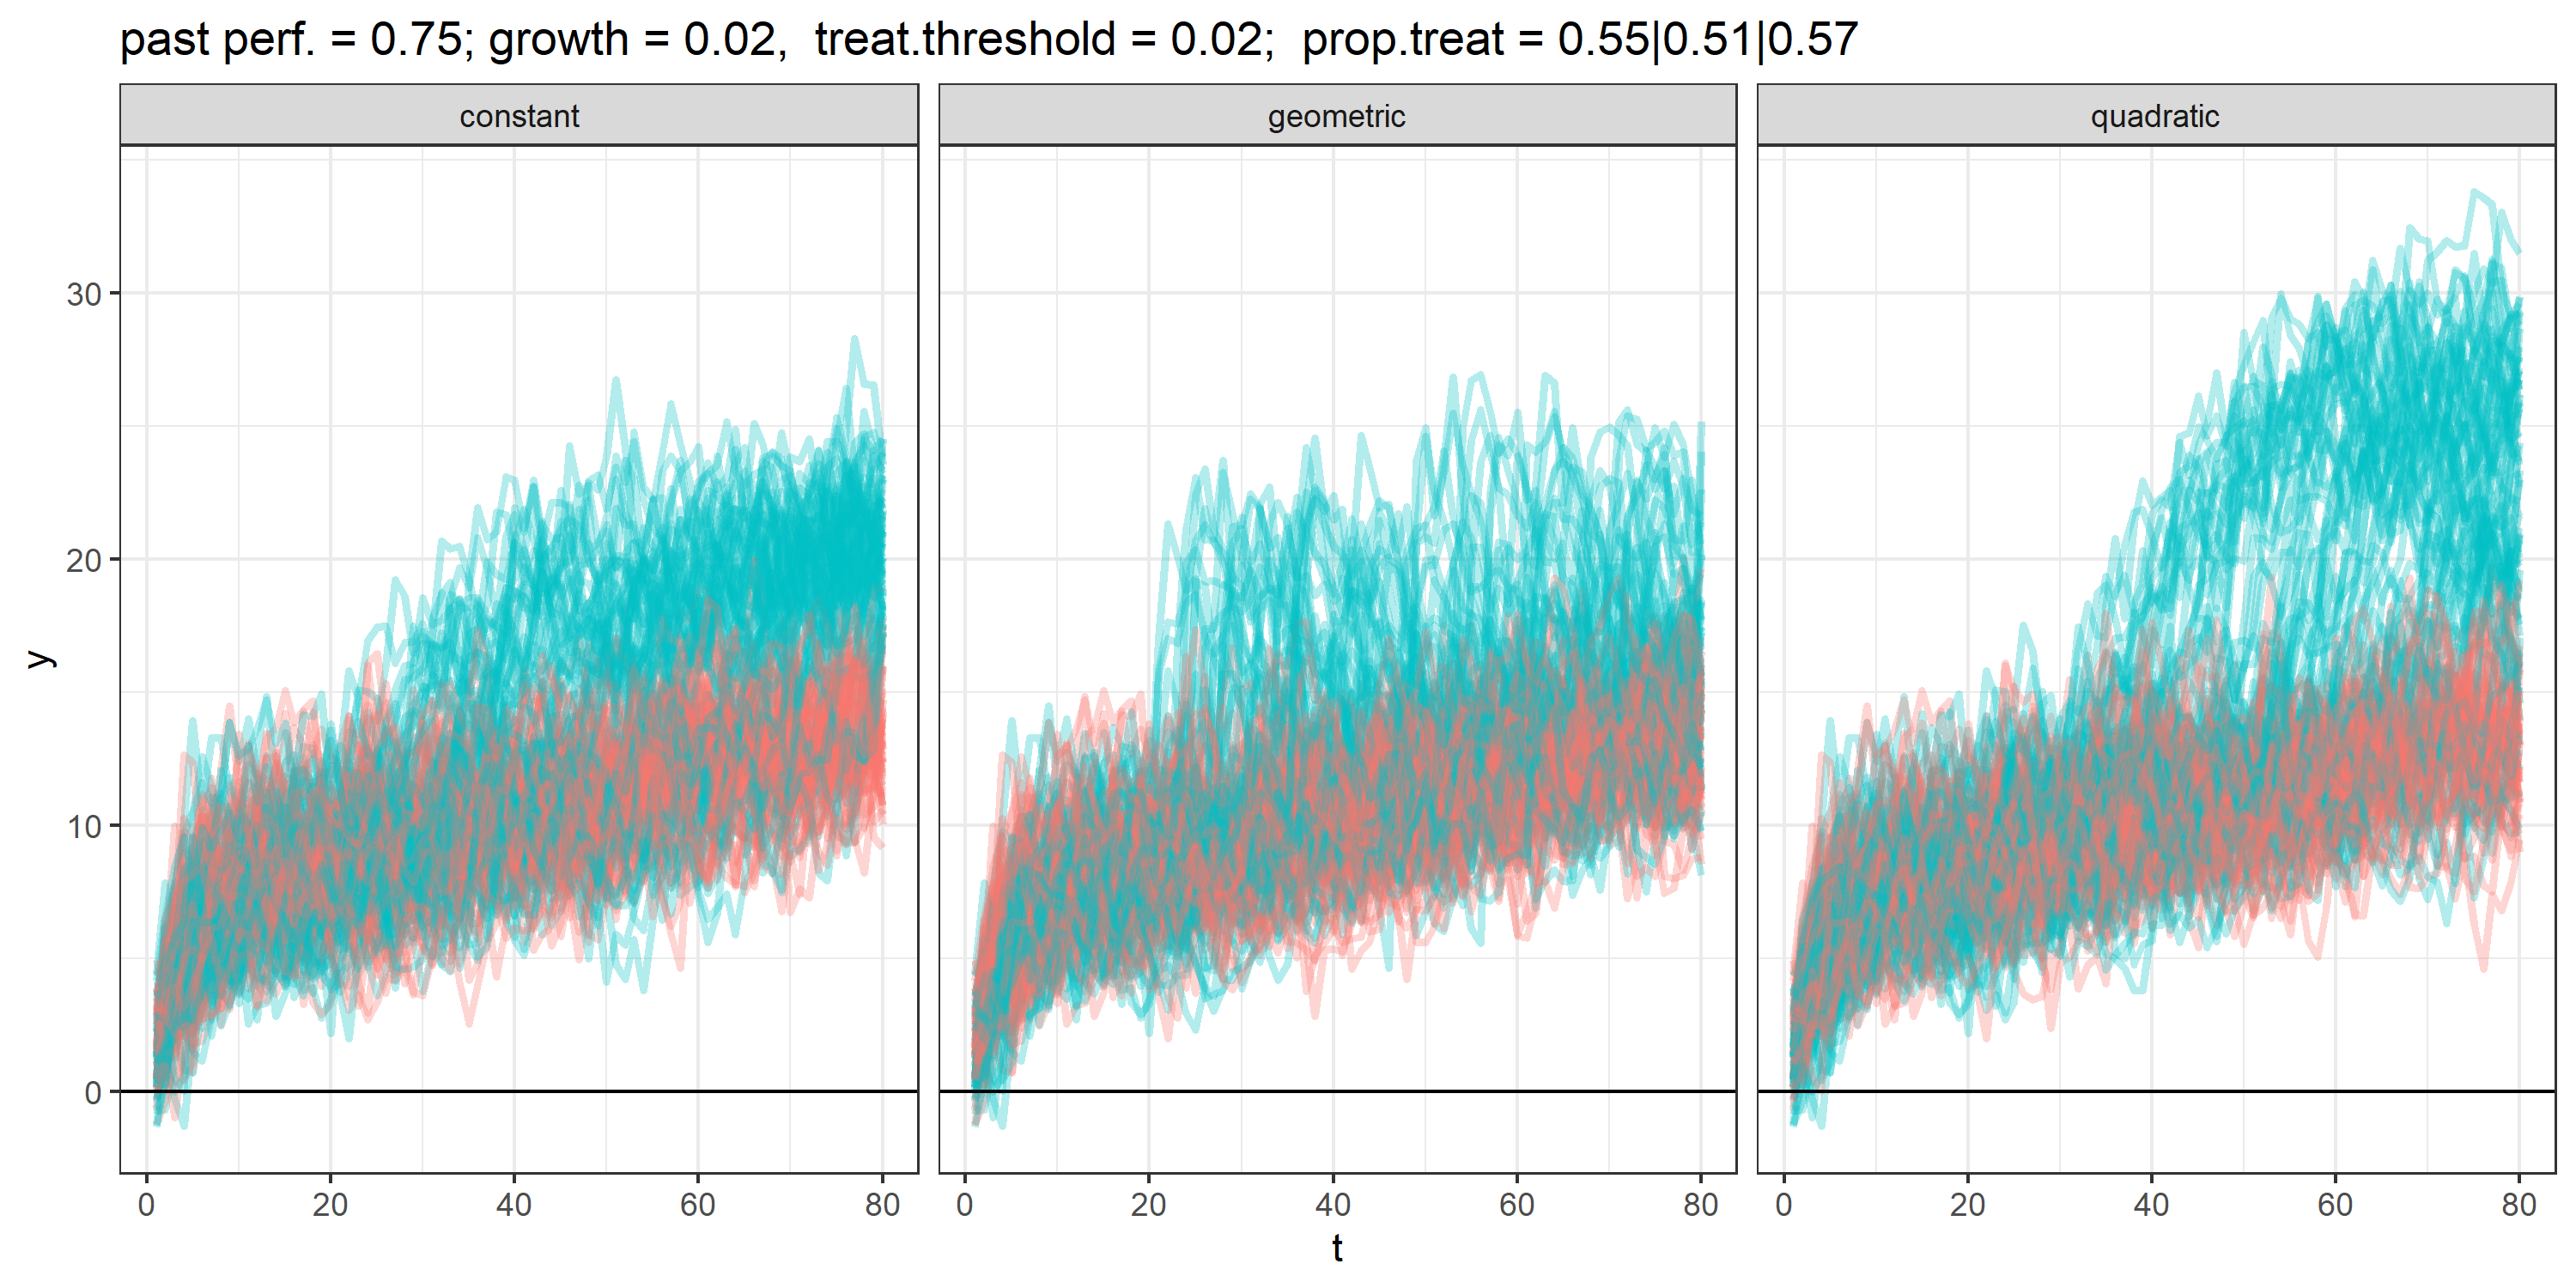 past perf. = 0.75; growth = 0.02,  treat.threshold = 0.02;  prop.treat = 0.55|0.51|0.57
constant
geometric
quadratic
30
20
10
0
y
0 20 40 60 80
0 20 40 60 80
0 20 40 60 80
t